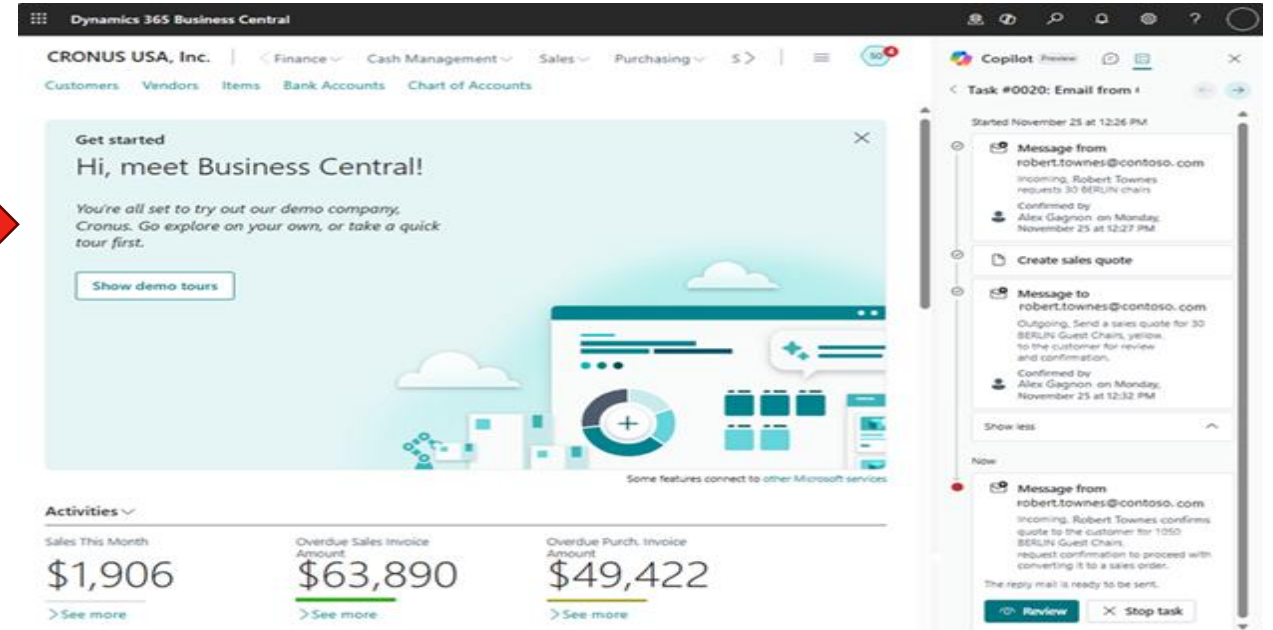 Dynamics 365 Business Central
?
CRONUS USA, Inc.
Finance
Cash Management
Sales
Purchasing
S
SO
4
Customers
Vendors
Items
Bank Accounts
Chart of Accounts
Get started
Hi, meet Business Central!
You're all set to try out our demo company,
Cronus. Go explore on your own, or take a quick
tour first.
Show demo tours
Some features connect to other Microsoft services
Activities
Sales This Month
$1,906
>See more
Overdue Sales Invoice
Amount
$63,890
>See more
Overdue Purch. Invoice
Amount
$49,422
>See more
Copilot Preview
Task #0020: Email from
Started November 25 at 12:26 PM
Message from
robert.townes@contoso.com
Incoming, Robert Townes
requests 30 BERLIN chairs
Confirmed by
Alex Gagnon on Monday,
November 25 at 12:27 PM
Create sales quote
Message to
robert.townes@contoso.com
Outgoing, Send a sales quote for 30
BERLIN Guest Chairs, yellow,
to the customer for review
and confirmation.
Confirmed by
Alex Gagnon on Monday,
November 25 at 12:32 PM
Show less
Now
Message from
robert.townes@contoso.com
Incoming, Robert Townes confirms
quote to the customer for 1050
BERLIN Guest Chairs,
request confirmation to proceed with
converting it to a sales order.
The reply mail is ready to be sent.
Review
Stop task